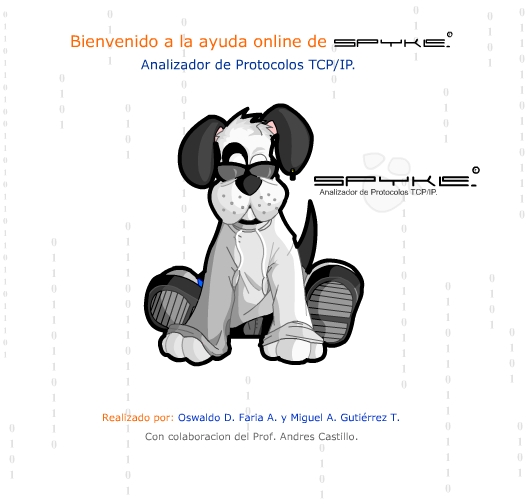 Bienvenido a la ayuda online de SPYKE.
Analizador de Protocolos TCP/IP.
SPYKE.
Analizador de Protocolos TCP/IP.
Realizado por: Oswaldo D. Faria A. y Miguel A. Gutiérrez T.
Con colaboracion del Prof. Andres Castillo.